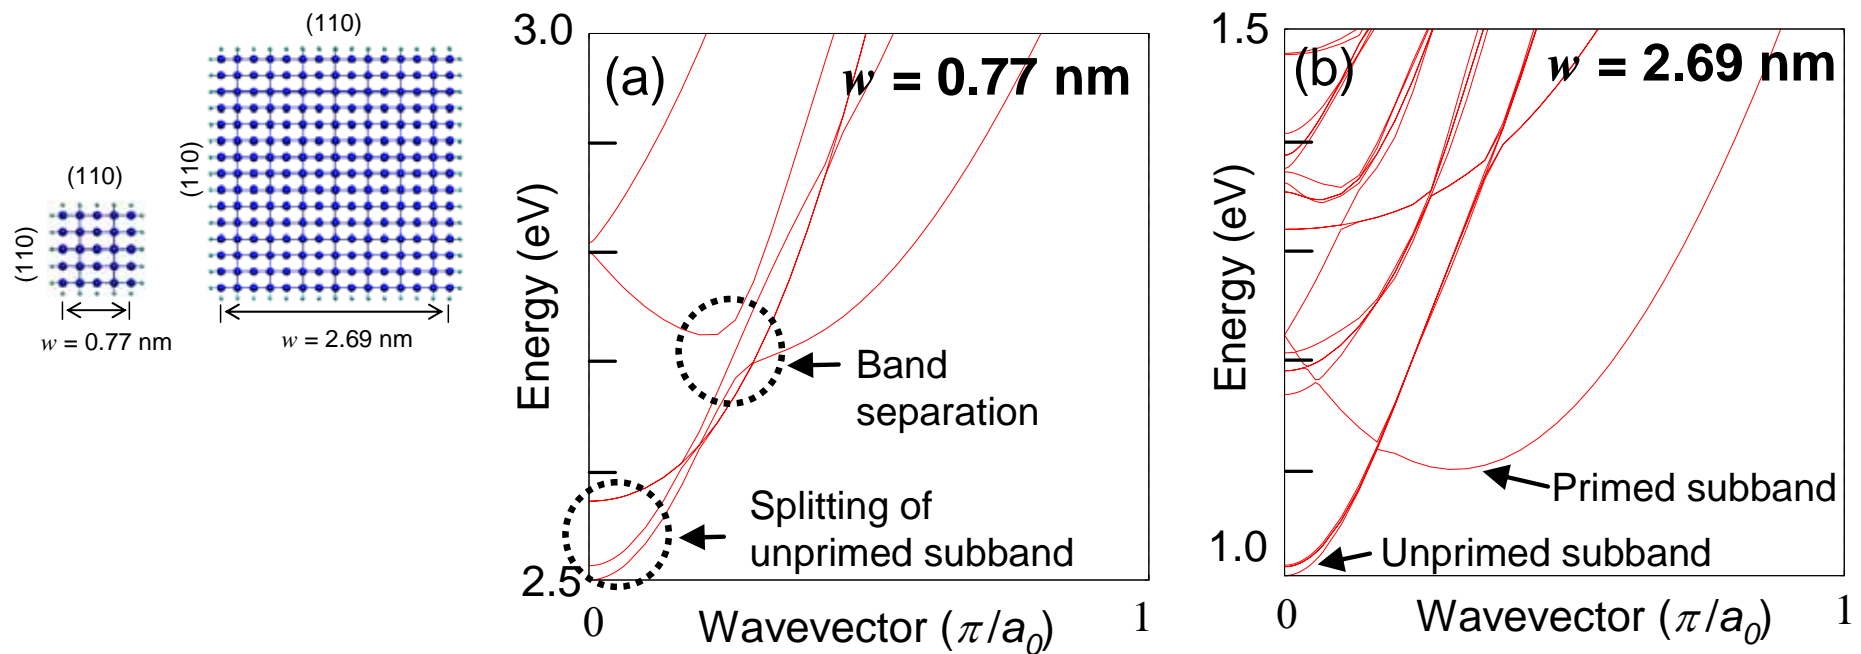 (110)
(110)
w = 0.77 nm
(110)
(110)
w = 2.69 nm
3.0
2.5
Energy (eV)
(a)
w = 0.77 nm
Band
separation
Splitting of
unprimed subband
0
Wavevector (π/a0)
1
1.5
1.0
Energy (eV)
(b)
w = 2.69 nm
Primed subband
Unprimed subband
0
Wavevector (π/a0)
1